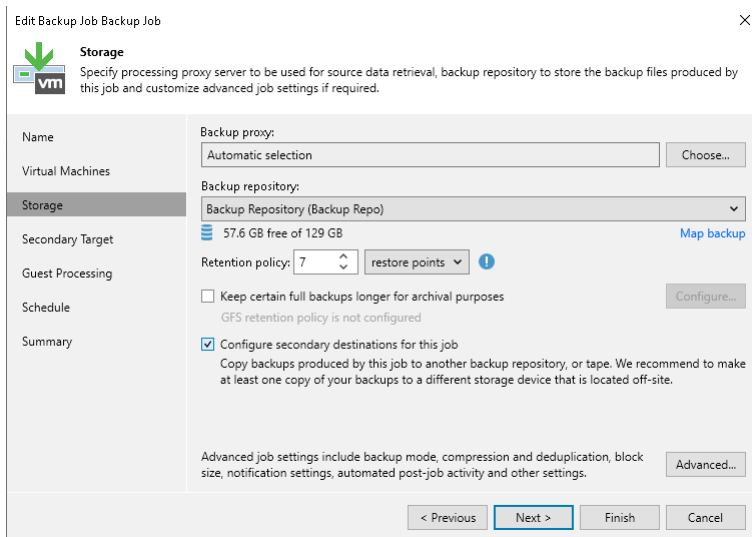 Edit Backup Job Backup Job
Storage
Specify processing proxy server to be used for source data retrieval, backup repository to store the backup files produced by
this job and customize advanced job settings if required.
vm
Name
Virtual Machines
Storage
Secondary Target
Guest Processing
Schedule
Summary
Backup proxy:
Automatic selection
Choose...
Backup repository:
Backup Repository (Backup Repo)
57.6 GB free of 129 GB
Map backup
Retention policy: 7 restore points
Keep certain full backups longer for archival purposes
Configure...
GFS retention policy is not configured
Configure secondary destinations for this job
Copy backups produced by this job to another backup repository, or tape. We recommend to make
at least one copy of your backups to a different storage device that is located off-site.
Advanced job settings include backup mode, compression and deduplication, block
size, notification settings, automated post-job activity and other settings.
Advanced...
< Previous
Next >
Finish
Cancel